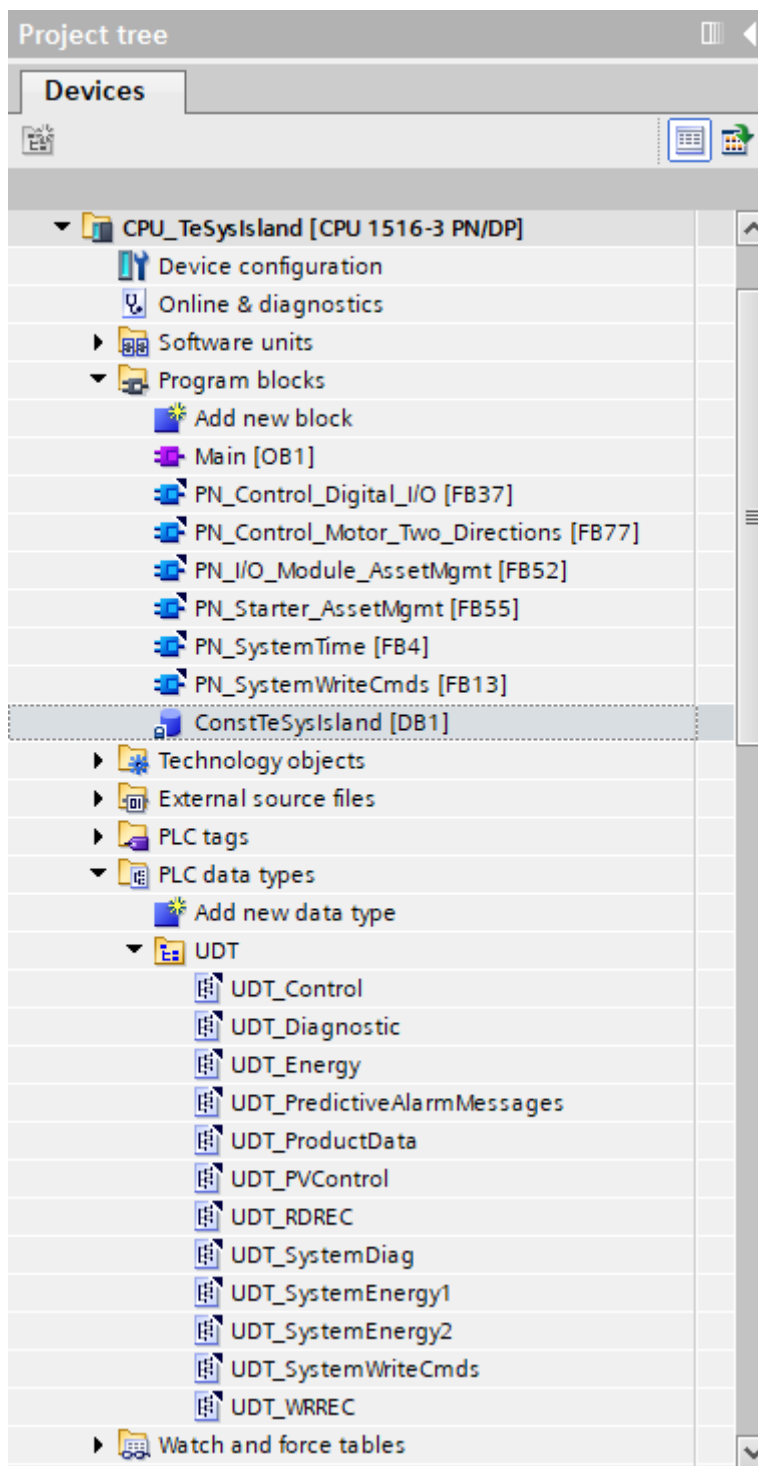 Project tree
Devices
CPU_TeSysIsland [CPU 1516-3 PN/DP]
Device configuration
Online & diagnostics
Software units
Program blocks
Add new block
Main [OB1]
PN_Control_Digital_I/O [FB37]
PN_Control_Motor_Two_Directions [FB77]
PN_I/O_Module_AssetMgmt [FB52]
PN_Starter_AssetMgmt [FB55]
PN_SystemTime [FB4]
PN_SystemWriteCmds [FB13]
ConstTeSysIsland [DB1]
Technology objects
External source files
PLC tags
PLC data types
Add new data type
UDT
UDT_Control
UDT_Diagnostic
UDT_Energy
UDT_PredictiveAlarmMessages
UDT_ProductData
UDT_PVControl
UDT_RDREC
UDT_SystemDiag
UDT_SystemEnergy1
UDT_SystemEnergy2
UDT_SystemWriteCmds
UDT_WRREC
Watch and force tables